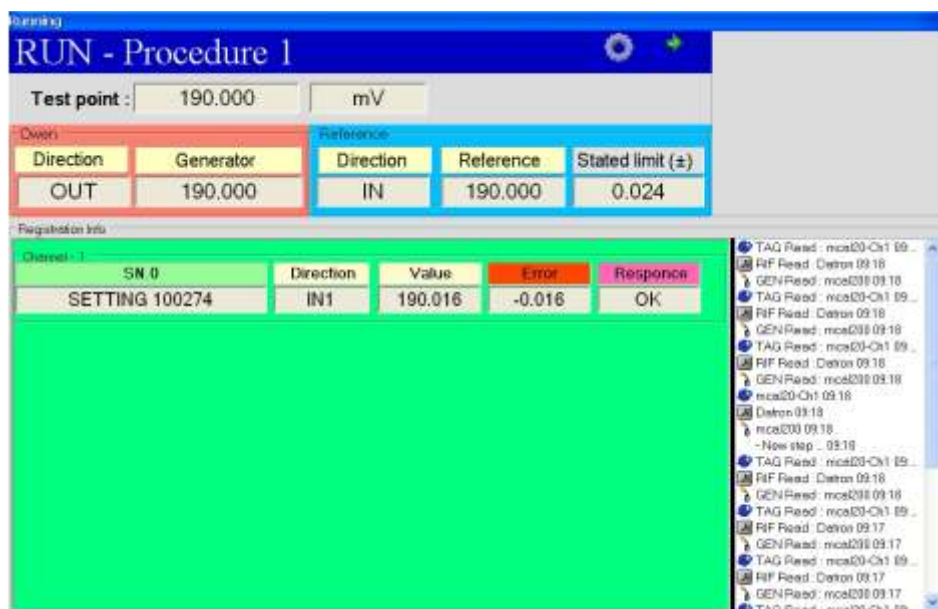 Running
RUN - Procedure 1
Test point : 190.000 mV
Owen Reference
Direction Generator Direction Reference Stated limit (±)
OUT 190.000 IN 190.000 0.024
Registration Info
Channel - 1
SN.0 Direction Value Error Responce
SETTING 100274 IN1 190.016 -0.016 OK
TAG Read : mcal20-Ch1 09...
RIF Read : Datron 09:18
GEN Read : mcal200 09:18
TAG Read : mcal20-Ch1 09...
RIF Read : Datron 09:18
GEN Read : mcal200 09:18
TAG Read : mcal20-Ch1 09...
RIF Read : Datron 09:18
GEN Read : mcal200 09:18
mcal20-Ch1 09:18
Datron 09:18
mcal200 09:18
- New step .. 09:18
TAG Read : mcal20-Ch1 09...
RIF Read : Datron 09:18
GEN Read : mcal200 09:18
TAG Read : mcal20-Ch1 09...
RIF Read : Datron 09:17
GEN Read : mcal200 09:17
TAG Read : mcal20-Ch1 09...
RIF Read : Datron 09:17
GEN Read : mcal200 09:17
TAG Read : mcal20-Ch1 09...